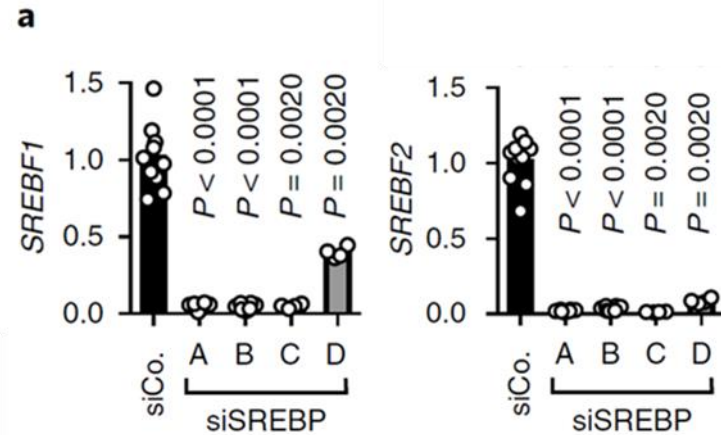 a
SREBF1
1.5
1.0
0.5
0.0
P < 0.0001
P < 0.0001
P = 0.0020
P = 0.0020
siCo.
A B C D
siSREBP
SREBF2
1.5
1.0
0.5
0.0
P < 0.0001
P < 0.0001
P = 0.0020
P = 0.0020
siCo.
A B C D
siSREBP